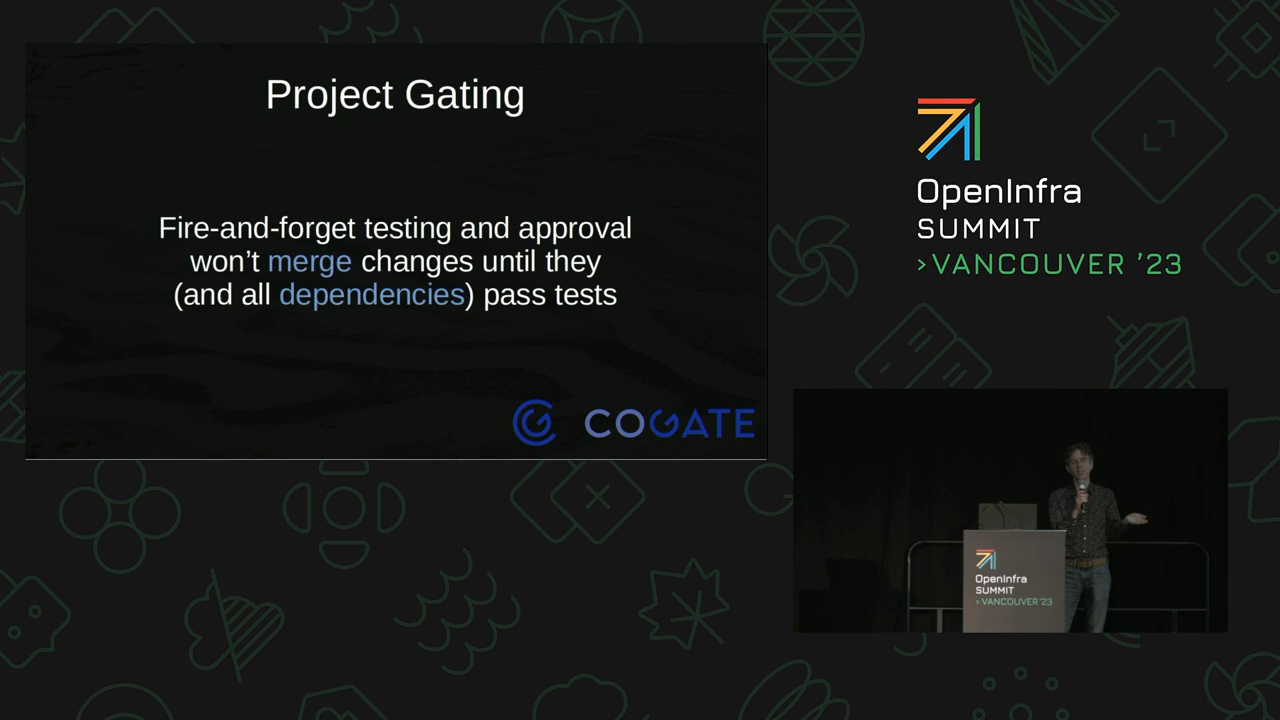 Project Gating
Fire-and-forget testing and approval
won’t merge changes until they
(and all dependencies) pass tests
COGATE
OpenInfra
SUMMIT
>VANCOUVER ’23
OpenInfra
SUMMIT
>VANCOUVER ’23